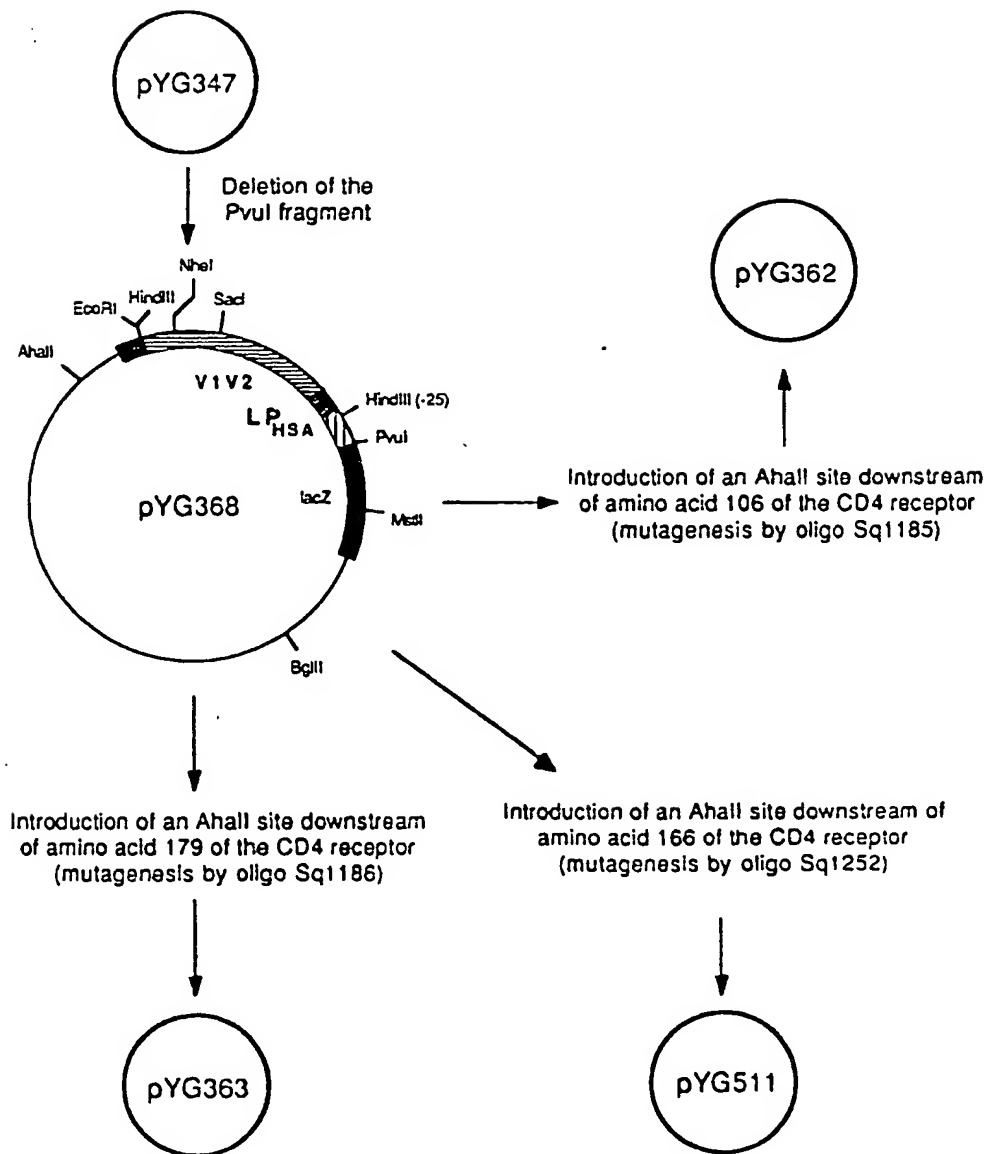 pYG347
Deletion of the
PvuI fragment
NheI
EcoRI
HindIII
SacI
AhaII
pYG362
V1V2
HindIII (-25)
LP HSA
PvuI
lacZ
MstII
pYG368
Introduction of an AhaII site downstream
of amino acid 106 of the CD4 receptor
(mutagenesis by oligo Sq1185)
BglII
Introduction of an AhaII site downstream
of amino acid 179 of the CD4 receptor
(mutagenesis by oligo Sq1186)
Introduction of an AhaII site downstream of
amino acid 166 of the CD4 receptor
(mutagenesis by oligo Sq1252)
pYG363
pYG511